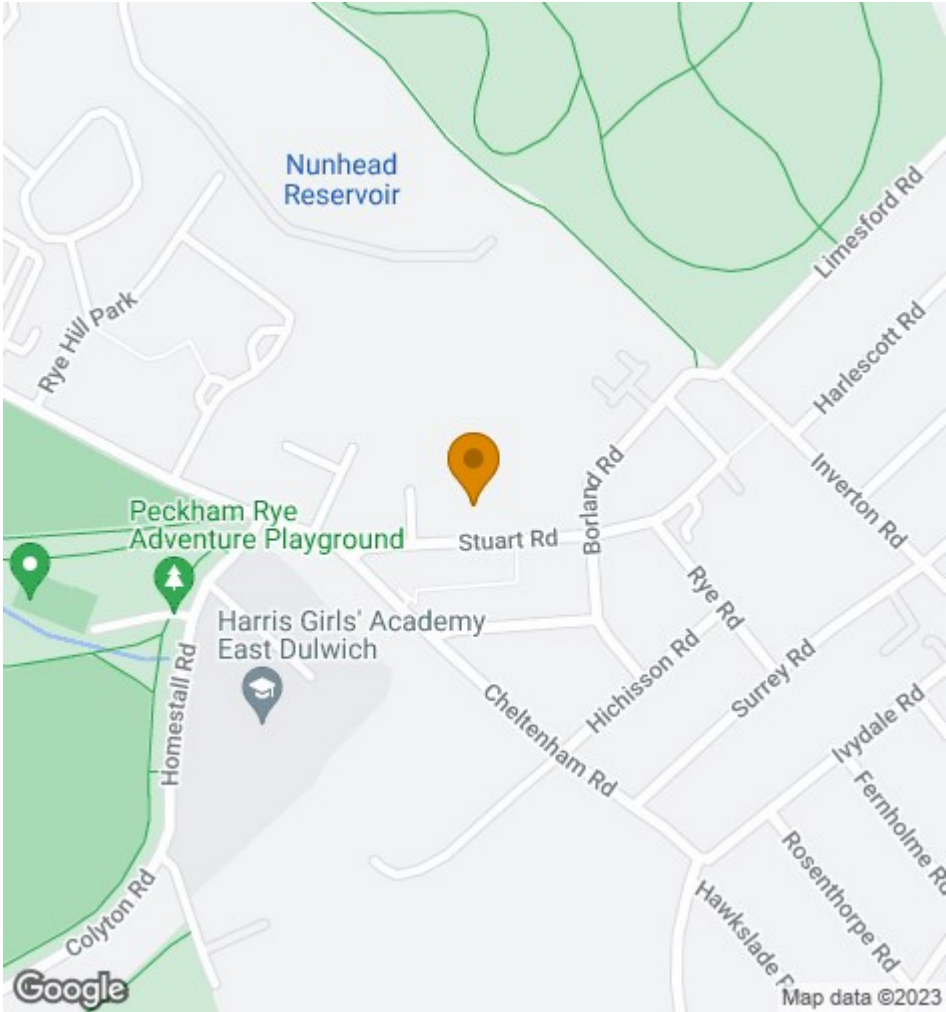 Nunhead
Reservoir
Limesford Rd
Harlescott Rd
Rye Hill Park
Inverton Rd
Borland Rd
Peckham Rye
Adventure Playground
Stuart Rd
Rye Rd
Harris Girls' Academy
East Dulwich
Hichisson Rd
Surrey Rd
Homestall Rd
Cheltenham Rd
Ivydale Rd
Fernholme Rd
Rosenthorpe Rd
Hawkslade R
Colyton Rd
Google
Map data ©2023